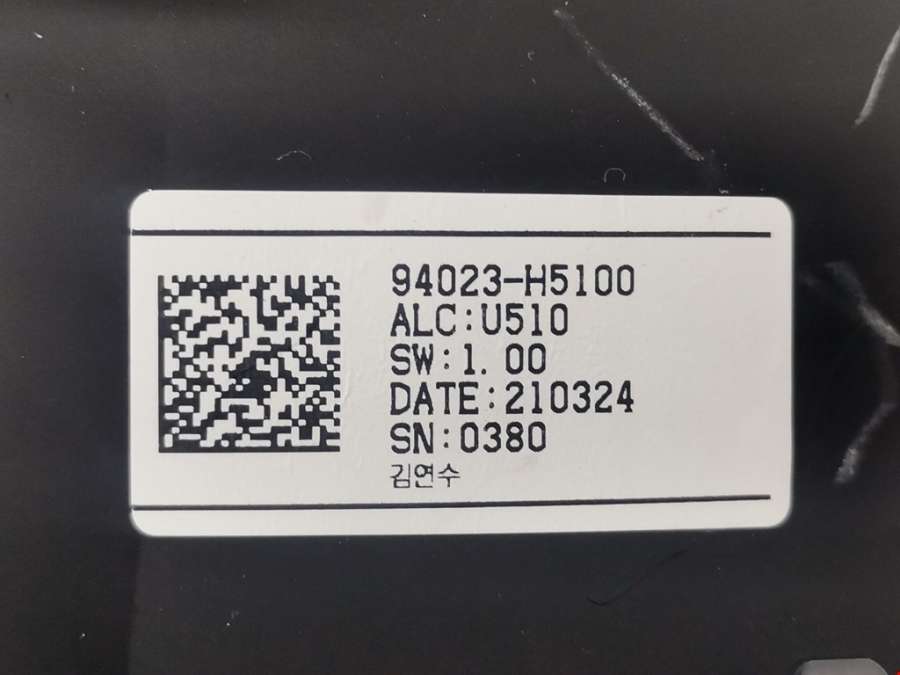 94023-H5100
ALC:U510
SW:1.00
DATE:210324
SN:0380
김연수